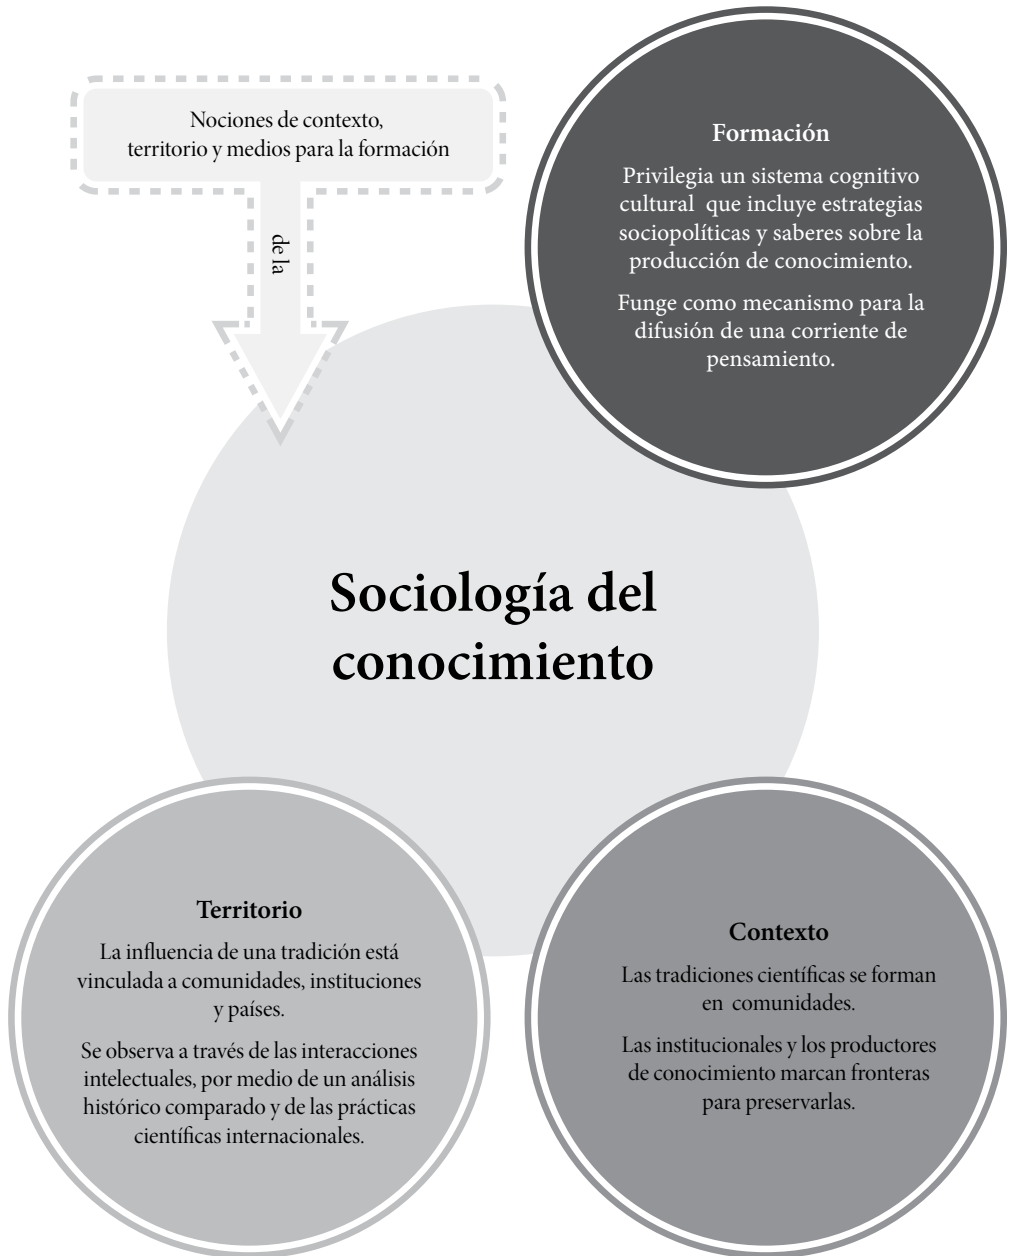 Nociones de contexto,
territorio y medios para la formación
de la
Formación
Privilegia un sistema cognitivo
cultural que incluye estrategias
sociopolíticas y saberes sobre la
producción de conocimiento.
Funge como mecanismo para la
difusión de una corriente de
pensamiento.
Sociología del
conocimiento
Territorio
La influencia de una tradición está
vinculada a comunidades, instituciones
y países.
Se observa a través de las interacciones
intelectuales, por medio de un análisis
histórico comparado y de las prácticas
científicas internacionales.
Contexto
Las tradiciones científicas se forman
en comunidades.
Las institucionales y los productores
de conocimiento marcan fronteras
para preservarlas.